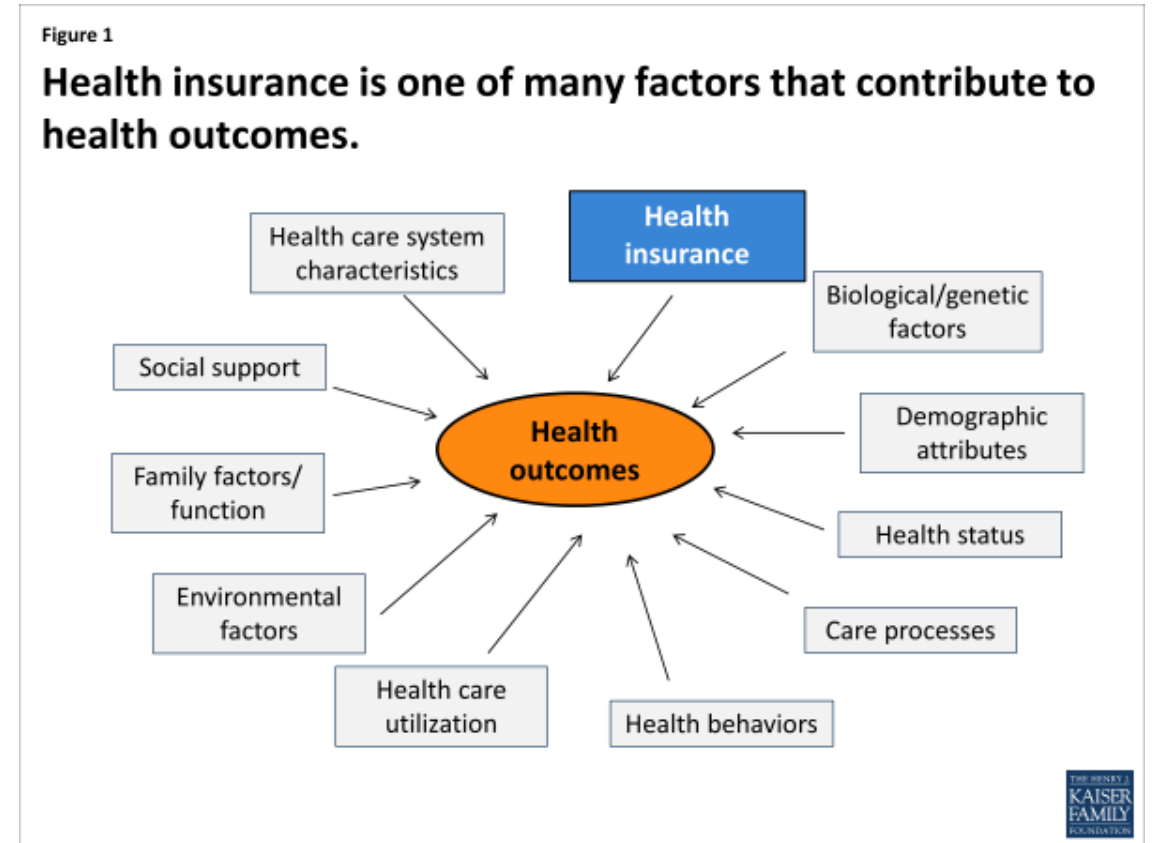 Figure 1
Health insurance is one of many factors that contribute to
health outcomes.
Health
insurance
Health care system
characteristics
Biological/genetic
factors
Social support
Demographic
attributes
Health
outcomes
Family factors/
function
Health status
Environmental
factors
Care processes
Health care
utilization
Health behaviors
THE HENRY J.
KAISER
FAMILY
FOUNDATION